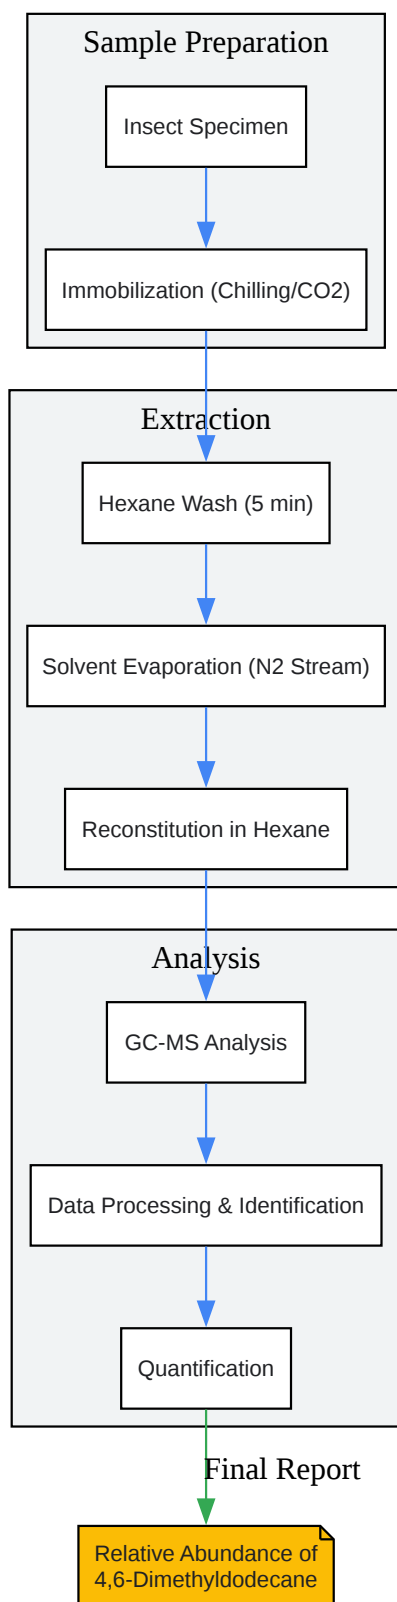 Sample Preparation
Insect Specimen
Immobilization (Chilling/CO2)
Extraction
Hexane Wash (5 min)
Solvent Evaporation (N2 Stream)
Reconstitution in Hexane
Analysis
GC-MS Analysis
Data Processing & Identification
Quantification
Final Report
Relative Abundance of
4,6-Dimethyldodecane